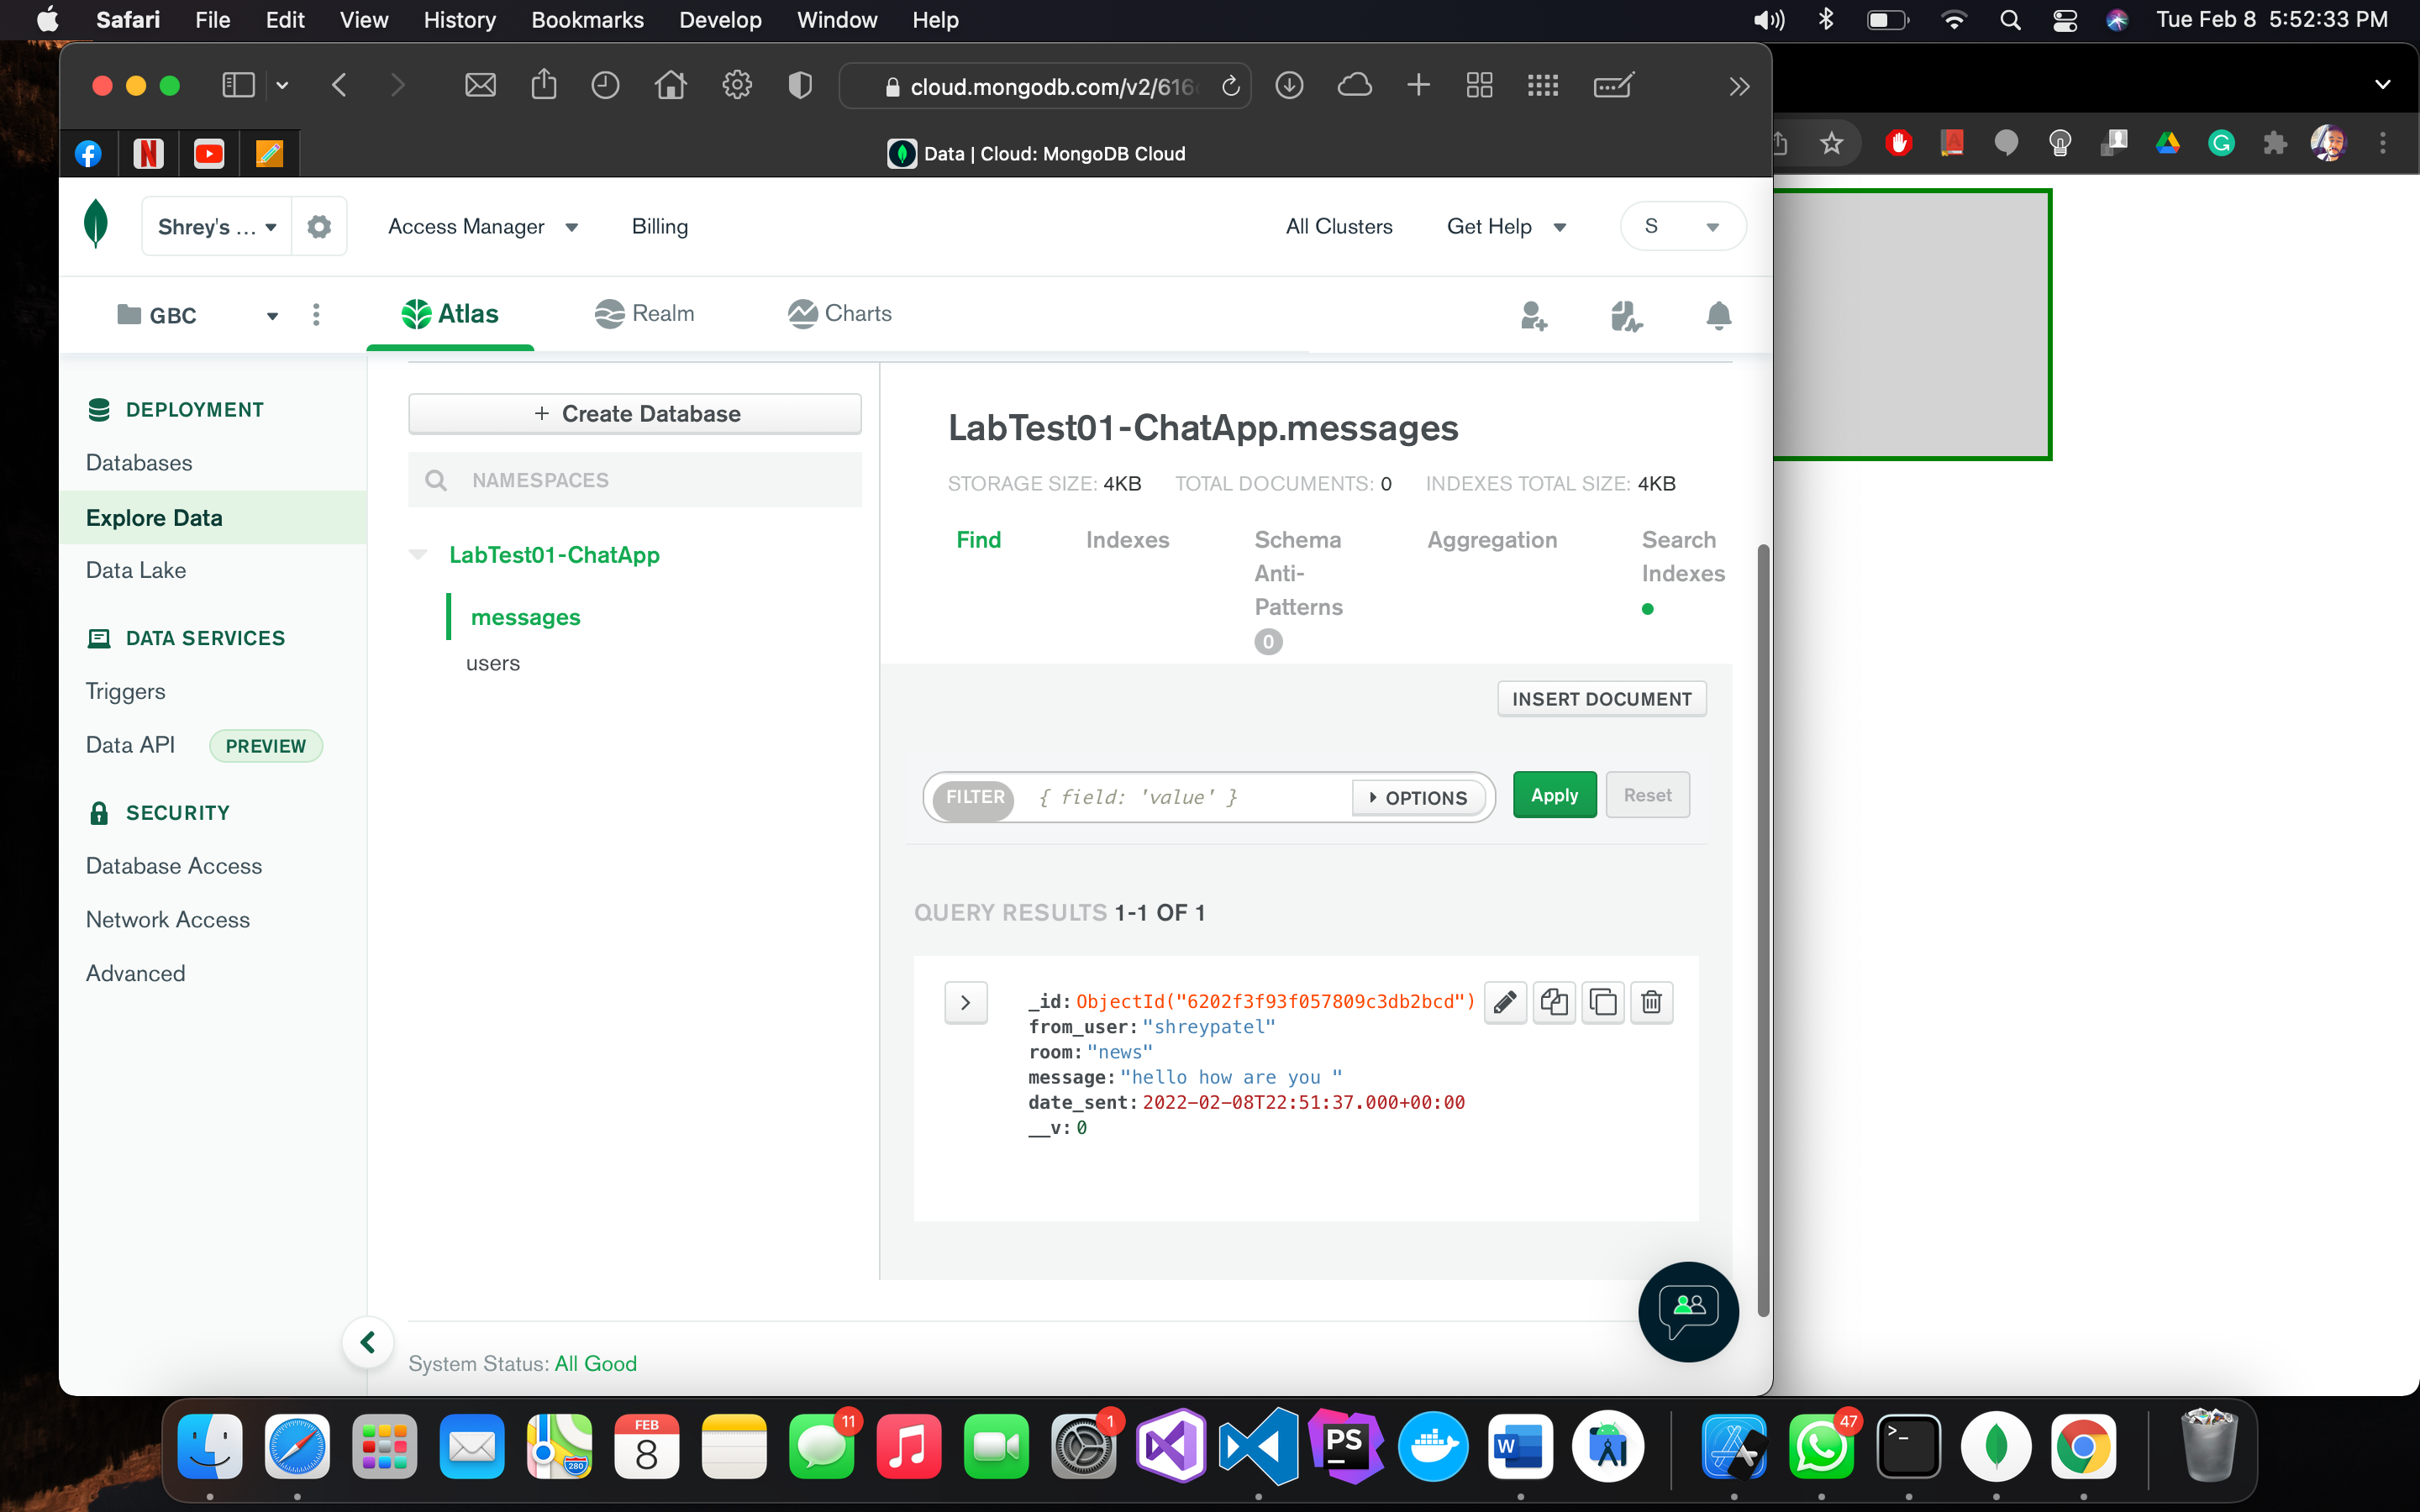 Safari File Edit View History Bookmarks Develop Window Help Tue Feb 8 5:52:33 PM
cloud.mongodb.com/v2/616
Data | Cloud: MongoDB Cloud
Shrey's ... Access Manager Billing All Clusters Get Help S
GBC Atlas Realm Charts
DEPLOYMENT
Databases
Explore Data
Data Lake
DATA SERVICES
Triggers
Data API PREVIEW
SECURITY
Database Access
Network Access
Advanced
+ Create Database
NAMESPACES
LabTest01-ChatApp
messages
users
LabTest01-ChatApp.messages
STORAGE SIZE: 4KB TOTAL DOCUMENTS: 0 INDEXES TOTAL SIZE: 4KB
Find Indexes Schema Aggregation Search
Anti- Indexes
Patterns
0
INSERT DOCUMENT
FILTER { field: 'value' } OPTIONS Apply Reset
QUERY RESULTS 1-1 OF 1
_id: ObjectId("6202f3f93f057809c3db2bcd")
from_user: "shreypatel"
room: "news"
message: "hello how are you "
date_sent: 2022-02-08T22:51:37.000+00:00
__v: 0
System Status: All Good
FEB 11 1 47
8 280 PS W >_